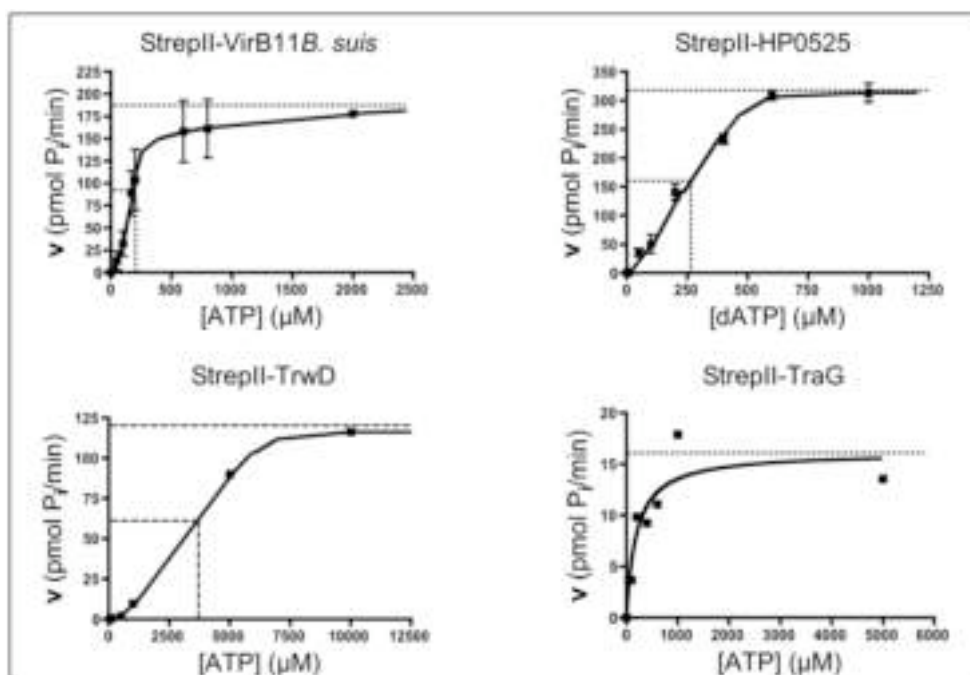 StrepII-VirB11B. suis
225
200
175
150
125
100
75
50
25
0
v (pmol Pi/min)
0 500 1000 1500 2000 2500
[ATP] (µM)
StrepII-HP0525
350
300
250
200
150
100
50
0
v (pmol Pi/min)
0 250 500 750 1000 1250
[dATP] (µM)
StrepII-TrwD
125
100
75
50
25
0
v (pmol Pi/min)
0 2500 5000 7500 10000 12500
[ATP] (µM)
StrepII-TraG
20
15
10
5
0
v (pmol Pi/min)
0 1000 2000 3000 4000 5000 6000
[ATP] (µM)